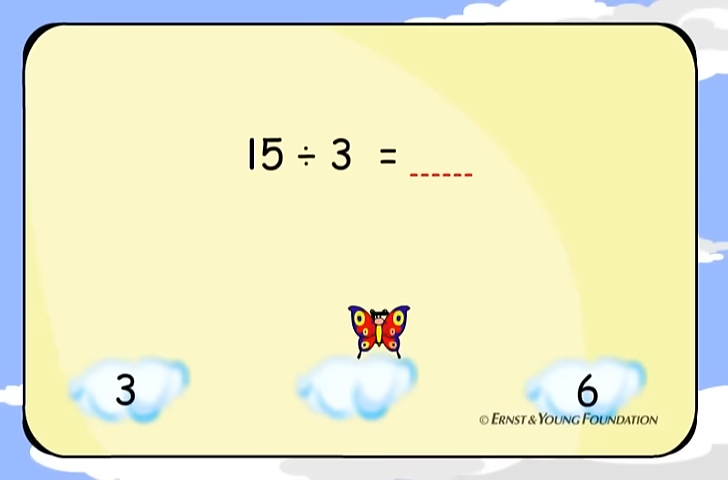 15 ÷ 3 = ______
3
6
© ERNST & YOUNG FOUNDATION